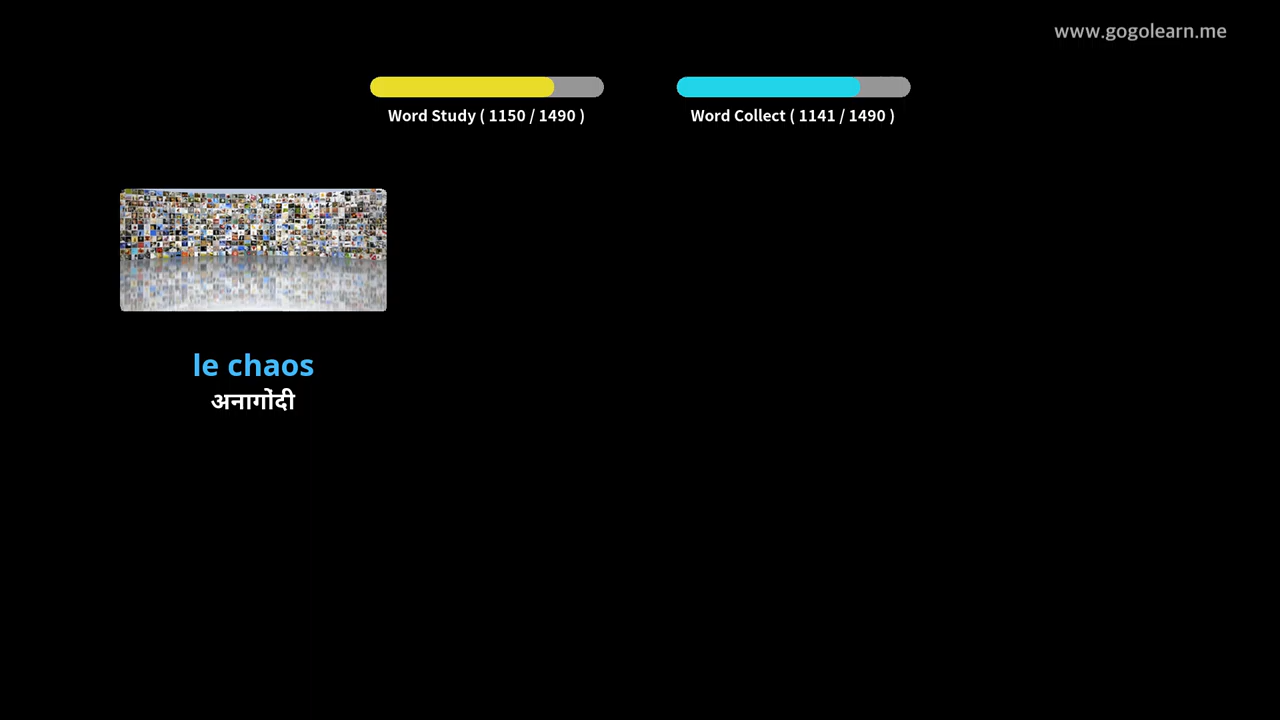 www.gogolearn.me
Word Study ( 1150 / 1490 )
Word Collect ( 1141 / 1490 )
le chaos
अनागोंदी